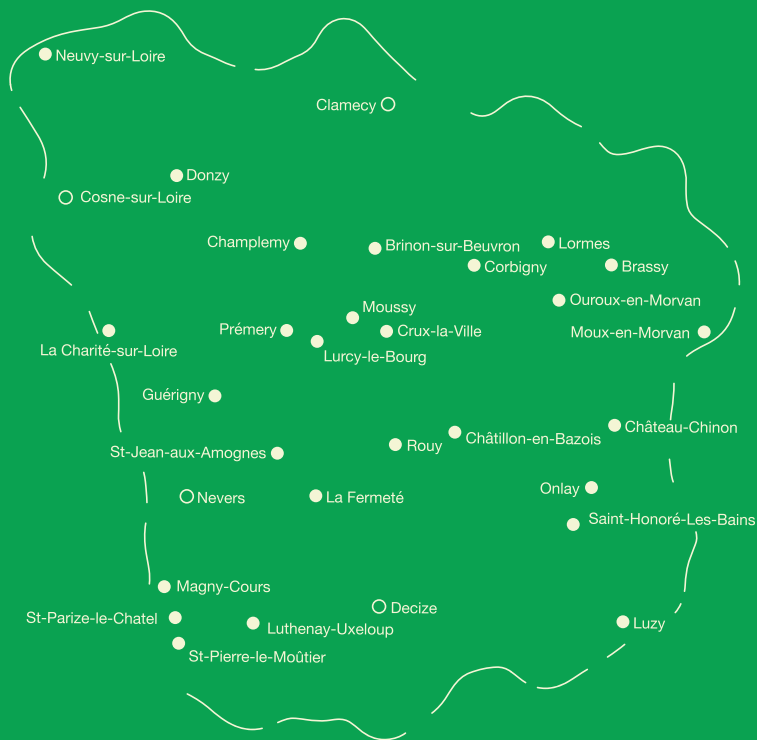 Neuvy-sur-Loire
Clamecy
Donzy
Cosne-sur-Loire
Champlemy
Brinon-sur-Beuvron
Lormes
Corbigny
Brassy
Ouroux-en-Morvan
Moussy
Prémery
Crux-la-Ville
Moux-en-Morvan
La Charité-sur-Loire
Lurcy-le-Bourg
Guérigny
Château-Chinon
Châtillon-en-Bazois
Rouy
St-Jean-aux-Amognes
Onlay
Nevers
La Fermeté
Saint-Honoré-Les-Bains
Magny-Cours
Decize
St-Parize-le-Chatel
Luthenay-Uxeloup
Luzy
St-Pierre-le-Moûtier